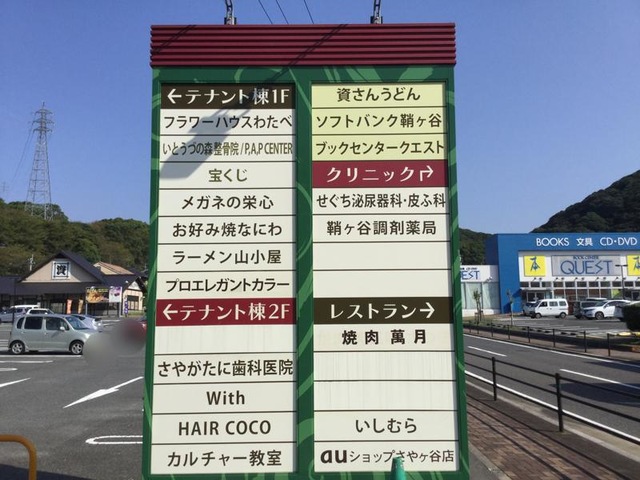 ←テナント棟1F
フラワーハウスわたべ
いとうづの森整骨院/P,A,P CENTER
宝くじ
メガネの栄心
お好み焼なにわ
ラーメン山小屋
プロエレガントカラー
←テナント棟2F
さやがたに歯科医院
With
HAIR COCO
カルチャー教室
資さんうどん
ソフトバンク鞘ヶ谷
ブックセンタークエスト
クリニック↱
せぐち泌尿器科・皮ふ科
鞘ヶ谷調剤薬局
レストラン→
焼肉 萬月
いしむら
auショップさやヶ谷店
資
BOOKS 文具 CD・DVD
本
QUEST
本
QUEST